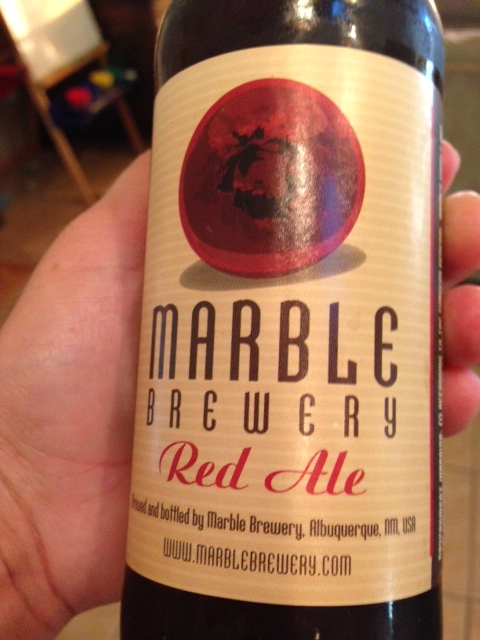 MARBLE
BREWERY
Red Ale
Brewed and bottled by Marble Brewery, Albuquerque, NM, USA
WWW.MARBLEBREWERY.COM